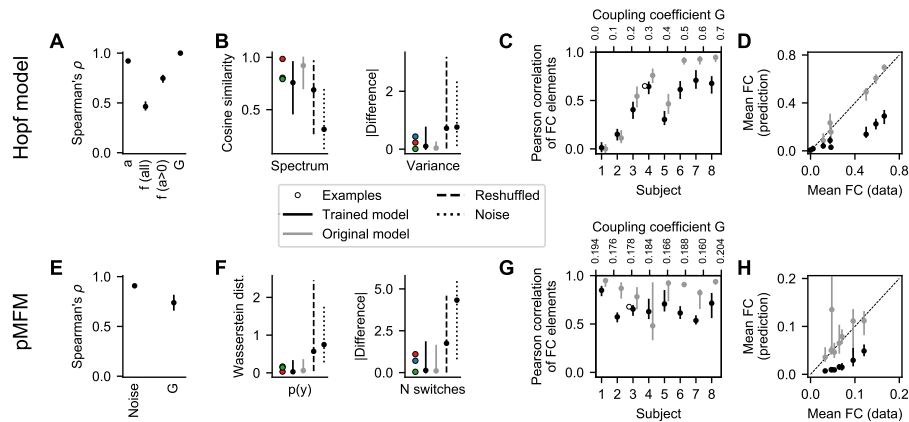 Hopf model
A
Spearman's ρ
1.0
0.5
0.0
a
f (all)
f (a>0)
G
B
Cosine similarity
1.0
0.5
Spectrum
|Difference|
2
0
Variance
C
Coupling coefficient G
0.0
0.1
0.2
0.3
0.4
0.5
0.6
0.7
Pearson correlation
of FC elements
1.0
0.5
0.0
1 2 3 4 5 6 7 8
Subject
D
Mean FC
(prediction)
0.8
0.4
0.0
0.0 0.4 0.8
Mean FC (data)
Examples
Trained model
Original model
Reshuffled
Noise
pMFM
E
Spearman's ρ
1.0
0.5
0.0
Noise
G
F
Wasserstein dist.
2
1
0
p(y)
|Difference|
5.0
2.5
0.0
N switches
G
Coupling coefficient G
0.194
0.176
0.178
0.184
0.166
0.188
0.160
0.204
Pearson correlation
of FC elements
1.0
0.5
0.0
1 2 3 4 5 6 7 8
Subject
H
Mean FC
(prediction)
0.2
0.1
0.0
0.0 0.1 0.2
Mean FC (data)